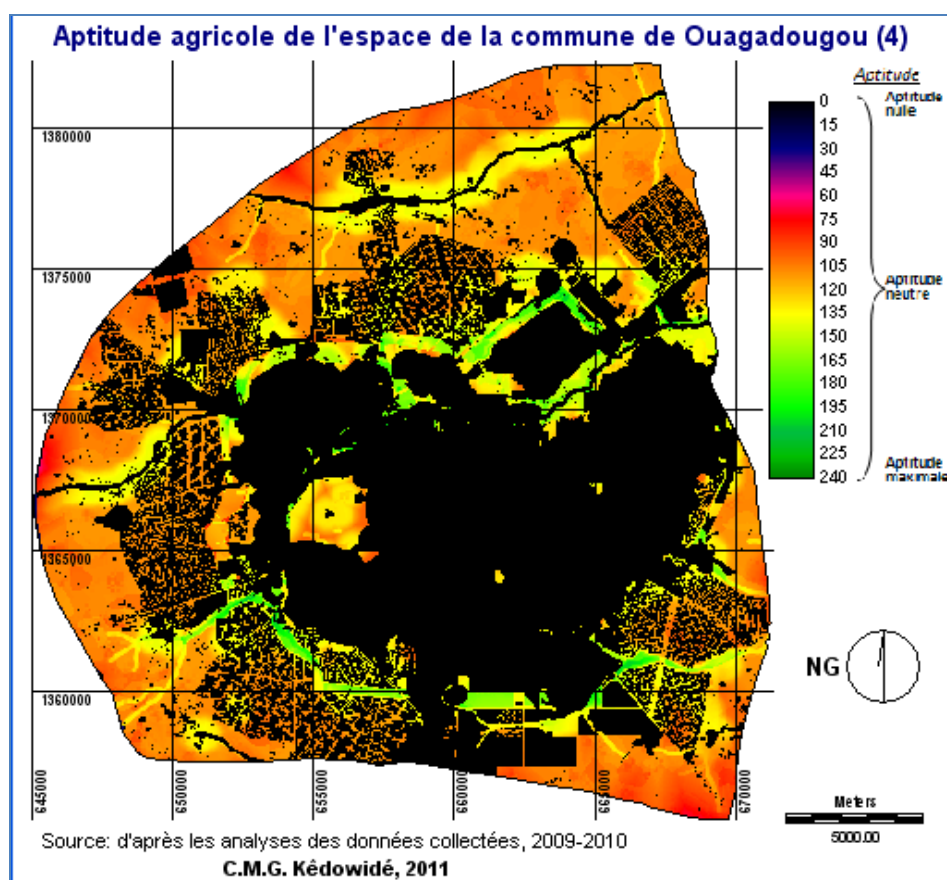 Aptitude agricole de l'espace de la commune de Ouagadougou (4)
Aptitude
0
15
30
45
60
75
90
105
120
135
150
165
180
195
210
225
240
Aptitude
nulle
Aptitude
neutre
Aptitude
maximale
1380000
1375000
1370000
1365000
1360000
645000
650000
655000
660000
665000
670000
NG
Meters
5000.00
Source: d'après les analyses des données collectées, 2009-2010
C.M.G. Kêdowidé, 2011